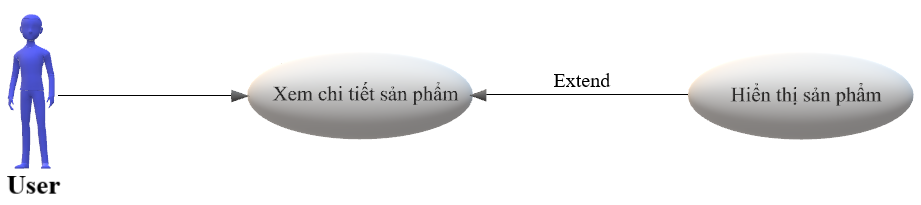 Xem chi tiết sản phẩm
Extend
Hiển thị sản phẩm
User